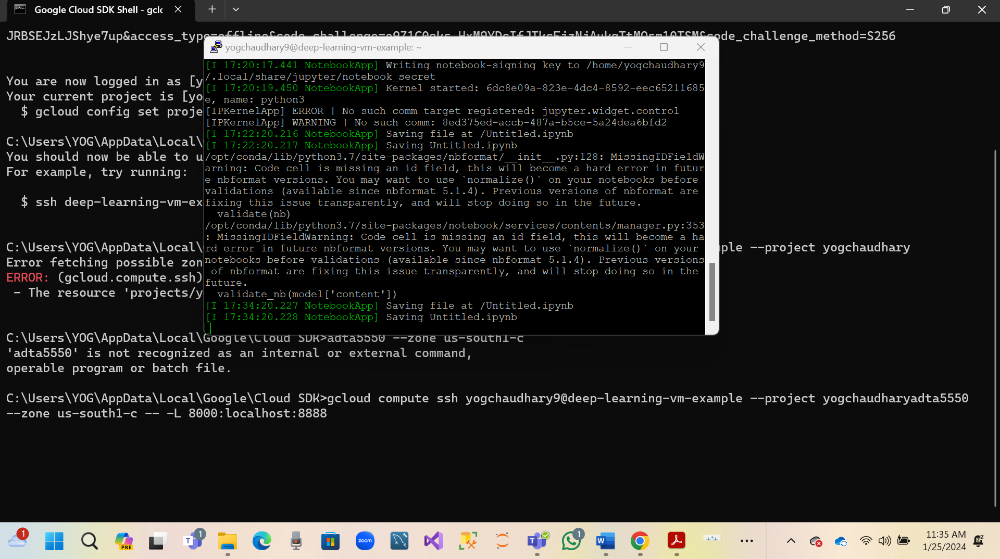 Google Cloud SDK Shell - gclc
JRBSEJzLJShye7up&access_type=offline&code_challenge=
code_challenge_method=S256
yogchaudhary9@deep-learning-vm-example: ~
[I 17:20:17.441 NotebookApp] Writing notebook-signing key to /home/yogchaudhary9
/.local/share/jupyter/notebook_secret
[I 17:20:19.450 NotebookApp] Kernel started: 6dc8e09a-823e-4dc4-8592-eec65211685
e, name: python3
[IPKernelApp] ERROR | No such comm target registered: jupyter.widget.control
[IPKernelApp] WARNING | No such comm: 8ed375ed-accb-487a-b5ce-5a24dea6bfd2
[I 17:22:20.216 NotebookApp] Saving file at /Untitled.ipynb
[I 17:22:20.217 NotebookApp] Saving Untitled.ipynb
/opt/conda/lib/python3.7/site-packages/nbformat/__init__.py:128: MissingIDFieldW
arning: Code cell is missing an id field, this will become a hard error in futur
e nbformat versions. You may want to use `normalize()` on your notebooks before
validations (available since nbformat 5.1.4). Previous versions of nbformat are
fixing this issue transparently, and will stop doing so in the future.
validate(nb)
/opt/conda/lib/python3.7/site-packages/notebook/services/contents/manager.py:353
: MissingIDFieldWarning: Code cell is missing an id field, this will become a ha
rd error in future nbformat versions. You may want to use `normalize()` on your
notebooks before validations (available since nbformat 5.1.4). Previous versions
of nbformat are fixing this issue transparently, and will stop doing so in the
future.
validate_nb(model['content'])
[I 17:34:20.227 NotebookApp] Saving file at /Untitled.ipynb
[I 17:34:20.228 NotebookApp] Saving Untitled.ipynb
You are now logged in as [y
Your current project is [yo
$ gcloud config set proje
C:\Users\YOG\AppData\Local\
You should now be able to u
For example, try running:
$ ssh deep-learning-vm-ex
C:\Users\YOG\AppData\Local\
mple --project yogchaudhary
Error fetching possible zon
ERROR: (gcloud.compute.ssh)
- The resource 'projects/y
C:\Users\YOG\AppData\Local\Google\Cloud SDK>adta5550 --zone us-south1-c
'adta5550' is not recognized as an internal or external command,
operable program or batch file.
C:\Users\YOG\AppData\Local\Google\Cloud SDK>gcloud compute ssh yogchaudhary9@deep-learning-vm-example --project yogchaudharyadta5550
--zone us-south1-c -- -L 8000:localhost:8888
1
PRE
T
1
zoom
T
1
W
11:35 AM
1/25/2024